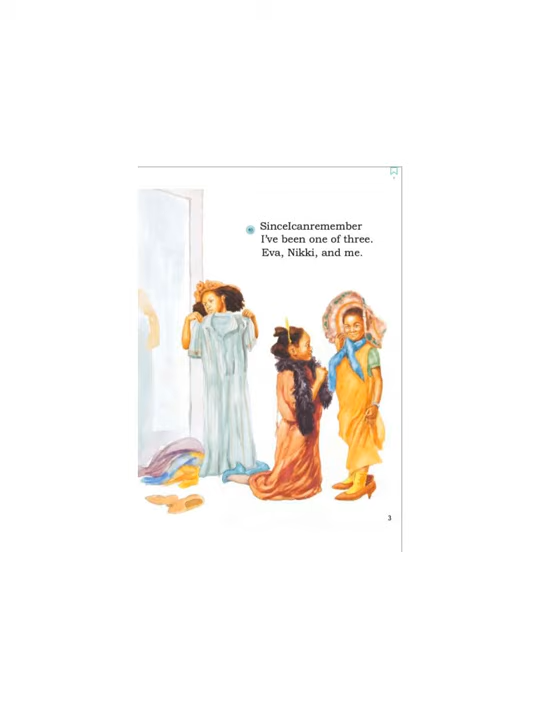 SinceIcanremember
I've been one of three.
Eva, Nikki, and me.
3